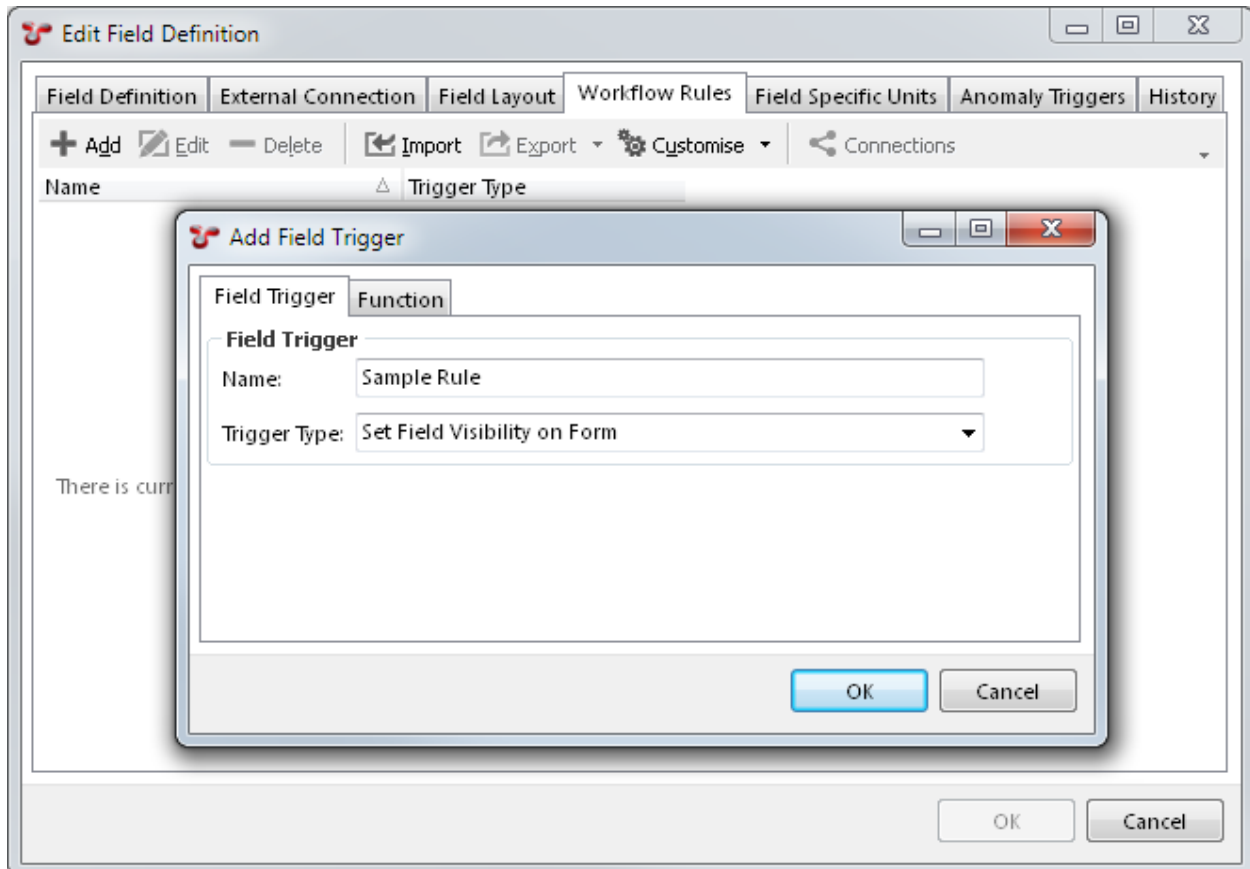 Edit Field Definition
Field Definition External Connection Field Layout Workflow Rules Field Specific Units Anomaly Triggers History
Add Edit Delete Import Export Customise Connections
Name Trigger Type
Add Field Trigger
Field Trigger Function
Field Trigger
Name: Sample Rule
Trigger Type: Set Field Visibility on Form
There is curr
OK Cancel
OK Cancel